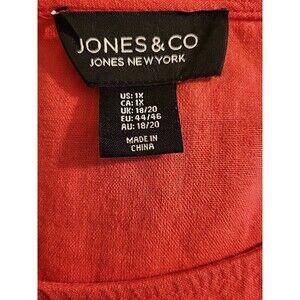 JONES & CO
JONES NEW YORK
US: 1X
CA: 1X
UK: 18/20
EU: 44/46
AU: 18/20
MADE IN
CHINA